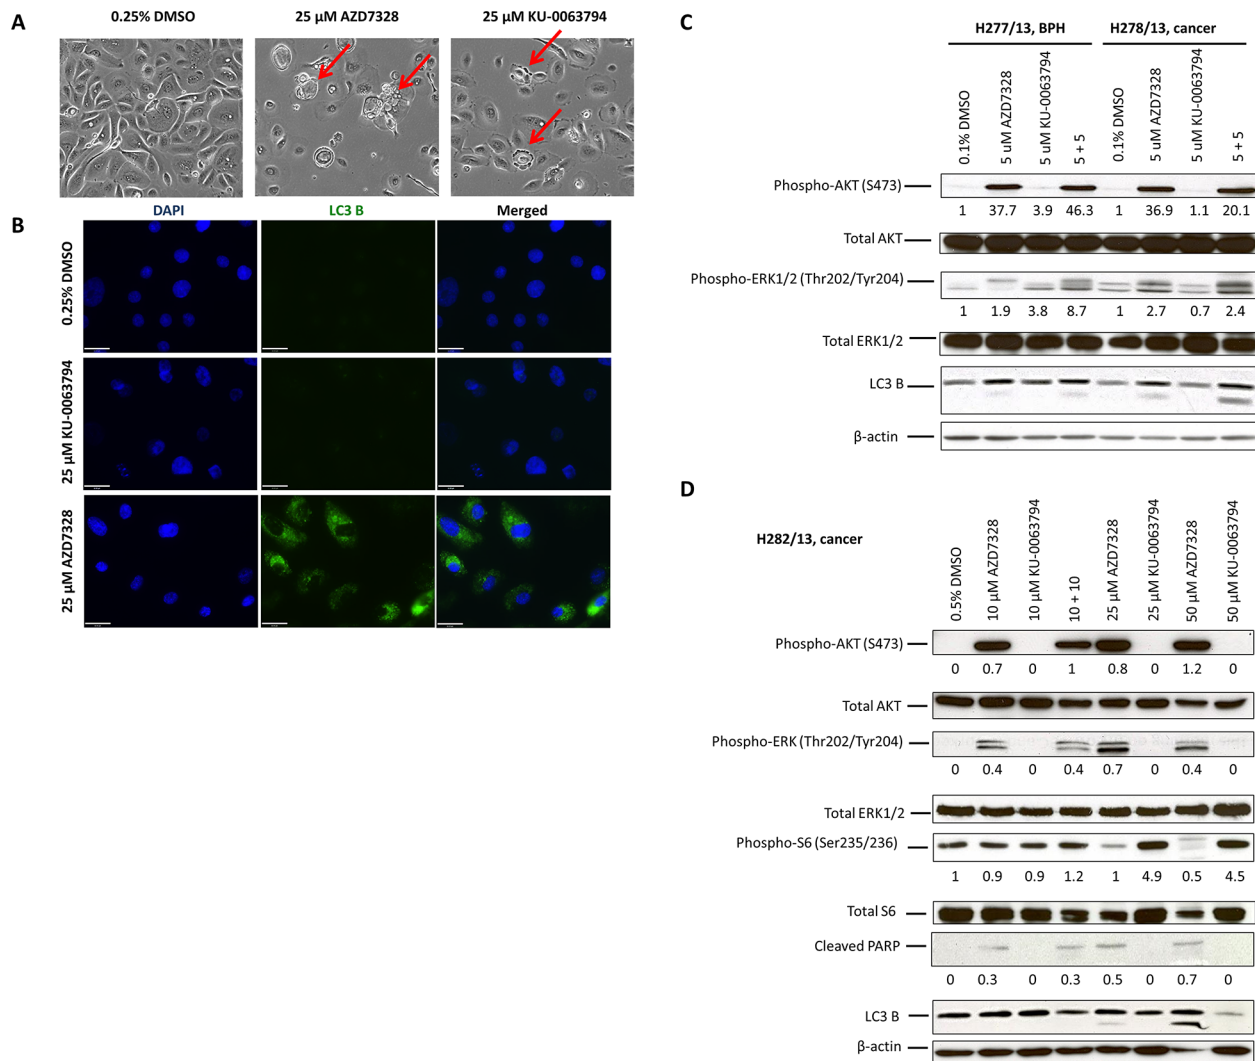 A
0.25% DMSO
25 µM AZD7328
25 µM KU-0063794
B
DAPI
LC3 B
Merged
0.25% DMSO
25 µM KU-0063794
25 µM AZD7328
C
H277/13, BPH
H278/13, cancer
0.1% DMSO
5 uM AZD7328
5 uM KU-0063794
5 + 5
0.1% DMSO
5 uM AZD7328
5 uM KU-0063794
5 + 5
Phospho-AKT (S473)
1 37.7 3.9 46.3 1 36.9 1.1 20.1
Total AKT
Phospho-ERK1/2 (Thr202/Tyr204)
1 1.9 3.8 8.7 1 2.7 0.7 2.4
Total ERK1/2
LC3 B
β-actin
D
H282/13, cancer
0.5% DMSO
10 µM AZD7328
10 µM KU-0063794
10 + 10
25 µM AZD7328
25 µM KU-0063794
50 µM AZD7328
50 µM KU-0063794
Phospho-AKT (S473)
0 0.7 0 1 0.8 0 1.2 0
Total AKT
Phospho-ERK (Thr202/Tyr204)
0 0.4 0 0.4 0.7 0 0.4 0
Total ERK1/2
Phospho-S6 (Ser235/236)
1 0.9 0.9 1.2 1 4.9 0.5 4.5
Total S6
Cleaved PARP
0 0.3 0 0.3 0.5 0 0.7 0
LC3 B
β-actin